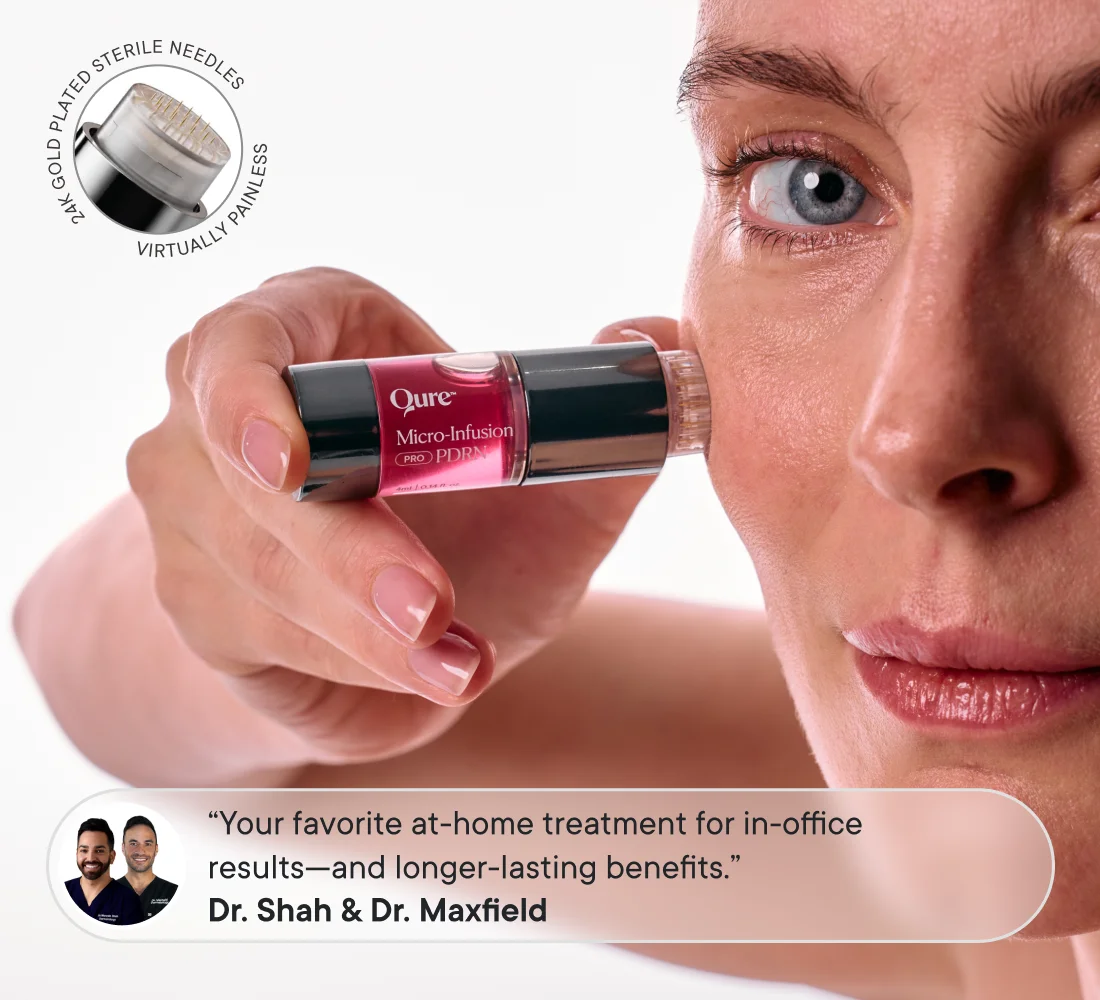 24K GOLD PLATED STERILE NEEDLES
VIRTUALLY PAINLESS
Qure™
Micro-Infusion
PRO PDRN
“Your favorite at-home treatment for in-office
results—and longer-lasting benefits.”
Dr. Shah & Dr. Maxfield